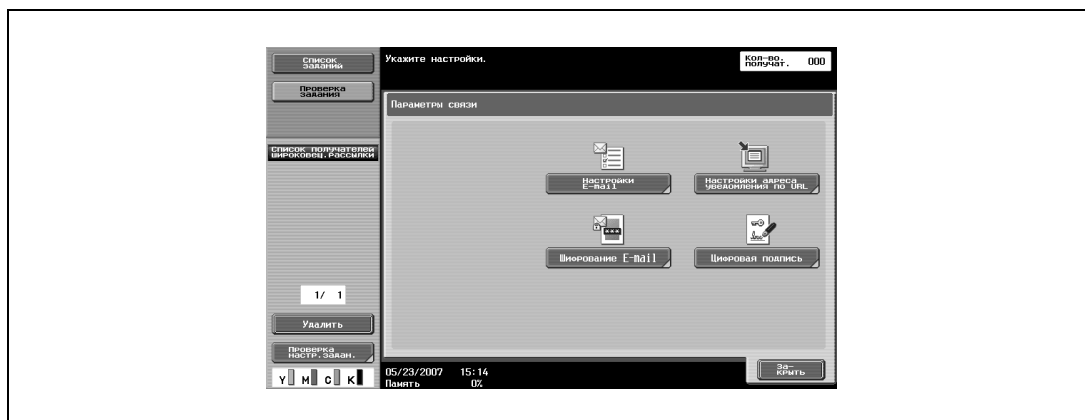 Список
заданий
Проверка
задания
Список получателей
широковещ.рассылки
1/ 1
Удалить
Проверка
настр.задан.
Y M C K
Укажите настройки.
Кол-во.
получат. 000
Параметры связи
Настройки
E-mail
Настройки адреса
уведомления по URL
Шифрование E-mail
Цифровая подпись
05/23/2007 15:14
Память 0%
За-
крыть